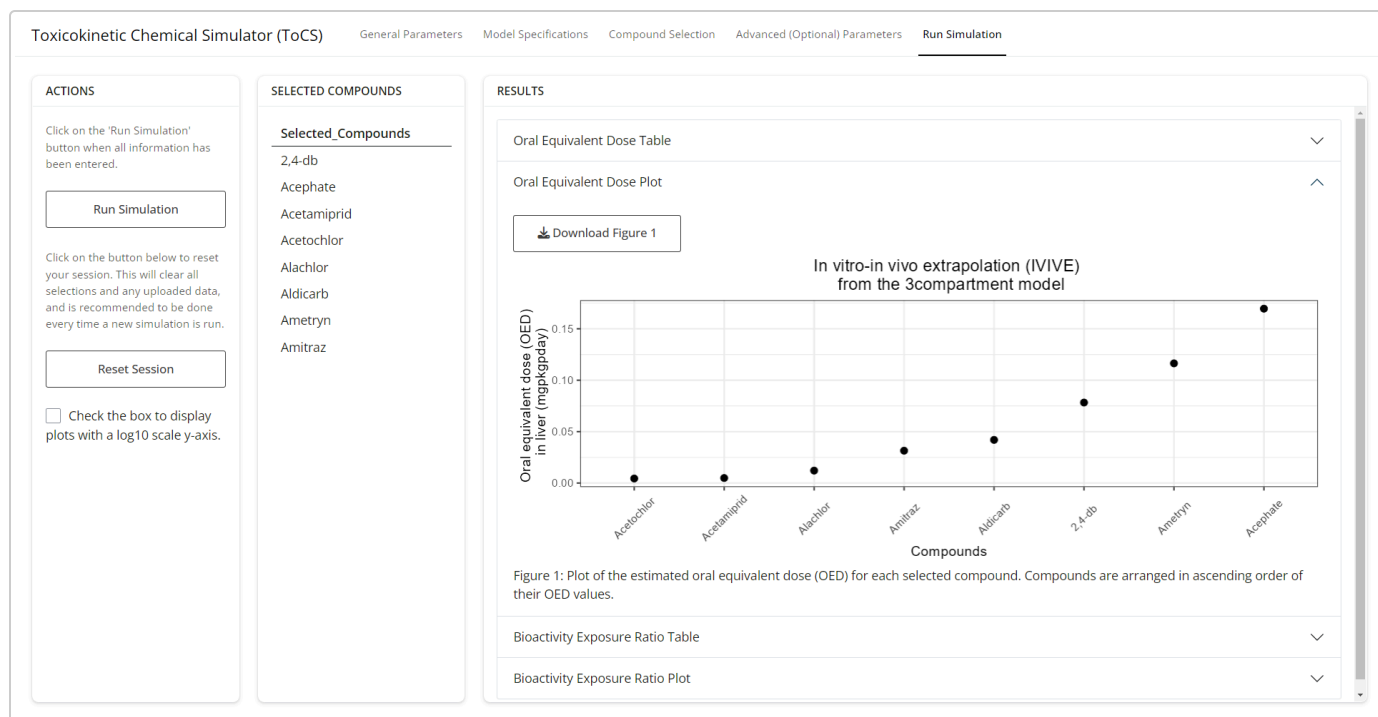 Toxicokinetic Chemical Simulator (ToCS)
General Parameters
Model Specifications
Compound Selection
Advanced (Optional) Parameters
Run Simulation
ACTIONS
Click on the 'Run Simulation'
button when all information has
been entered.
Run Simulation
Click on the button below to reset
your session. This will clear all
selections and any uploaded data,
and is recommended to be done
every time a new simulation is run.
Reset Session
Check the box to display
plots with a log10 scale y-axis.
SELECTED COMPOUNDS
Selected_Compounds
2,4-db
Acephate
Acetamiprid
Acetochlor
Alachlor
Aldicarb
Ametryn
Amitraz
RESULTS
Oral Equivalent Dose Table
Oral Equivalent Dose Plot
Download Figure 1
In vitro-in vivo extrapolation (IVIVE)
from the 3compartment model
Oral equivalent dose (OED)
in liver (mgpkgpday)
0.15
0.10
0.05
0.00
Acetochlor
Acetamiprid
Alachlor
Amitraz
Aldicarb
2,4-db
Ametryn
Acephate
Compounds
Figure 1: Plot of the estimated oral equivalent dose (OED) for each selected compound. Compounds are arranged in ascending order of
their OED values.
Bioactivity Exposure Ratio Table
Bioactivity Exposure Ratio Plot